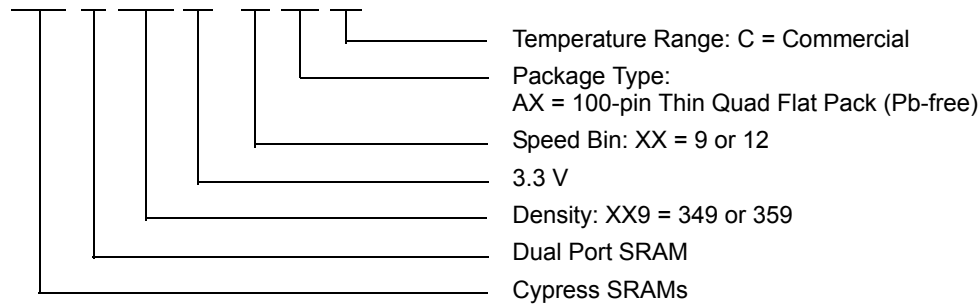 Temperature Range: C = Commercial
Package Type:
AX = 100-pin Thin Quad Flat Pack (Pb-free)
Speed Bin: XX = 9 or 12
3.3 V
Density: XX9 = 349 or 359
Dual Port SRAM
Cypress SRAMs